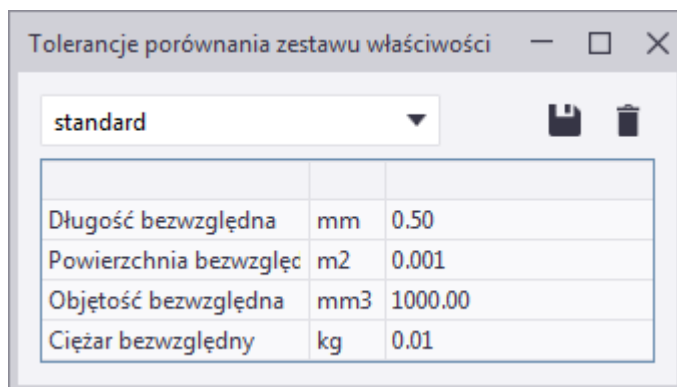 Tolerancje porównania zestawu właściwości
standard
Długość bezwzględna mm 0.50
Powierzchnia bezwzględ m2 0.001
Objętość bezwzględna mm3 1000.00
Ciężar bezwzględny kg 0.01